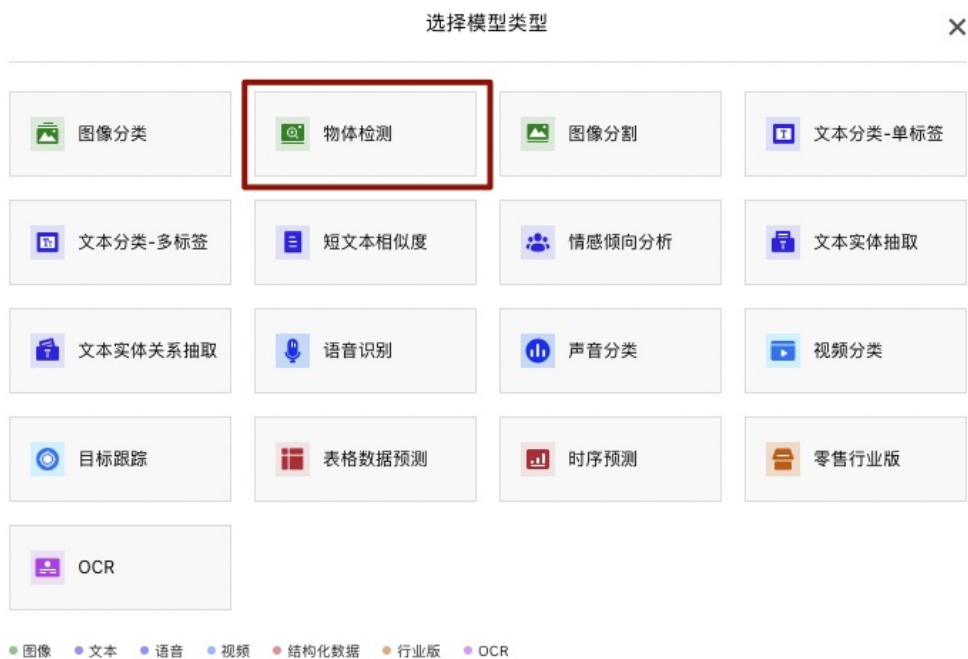 选择模型类型
图像分类
物体检测
图像分割
文本分类-单标签
文本分类-多标签
短文本相似度
情感倾向分析
文本实体抽取
文本实体关系抽取
语音识别
声音分类
视频分类
目标跟踪
表格数据预测
时序预测
零售行业版
OCR
图像 文本 语音 视频 结构化数据 行业版 OCR